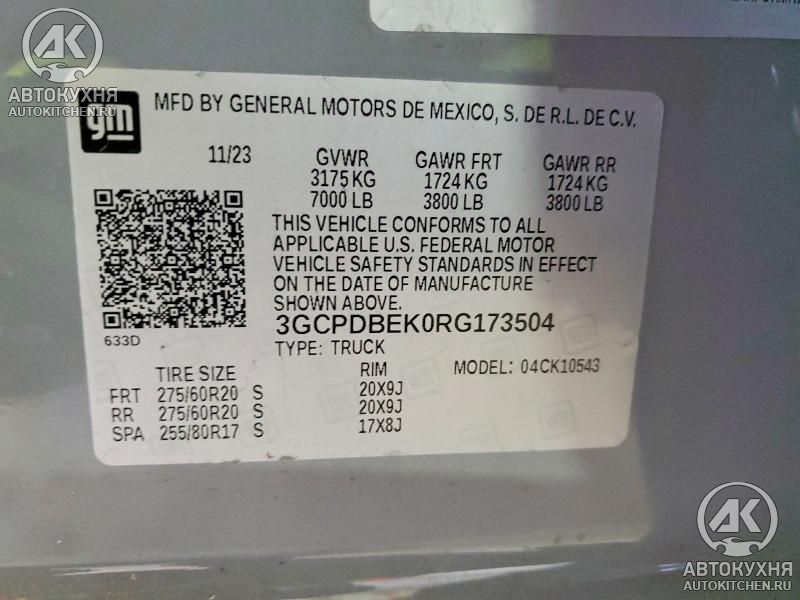 АК
АВТОКУХНЯ
AUTOKITCHEN.RU
gm
MFD BY GENERAL MOTORS DE MEXICO, S. DE R.L. DE C.V.
11/23 GVWR GAWR FRT GAWR RR
3175 KG 1724 KG 1724 KG
7000 LB 3800 LB 3800 LB
THIS VEHICLE CONFORMS TO ALL
APPLICABLE U.S. FEDERAL MOTOR
VEHICLE SAFETY STANDARDS IN EFFECT
ON THE DATE OF MANUFACTURE
SHOWN ABOVE.
633D
3GCPDBEK0RG173504
TYPE: TRUCK MODEL: 04CK10543
TIRE SIZE RIM
FRT 275/60R20 S 20X9J
RR 275/60R20 S 20X9J
SPA 255/80R17 S 17X8J
АК
АВТОКУХНЯ
AUTOKITCHEN.RU